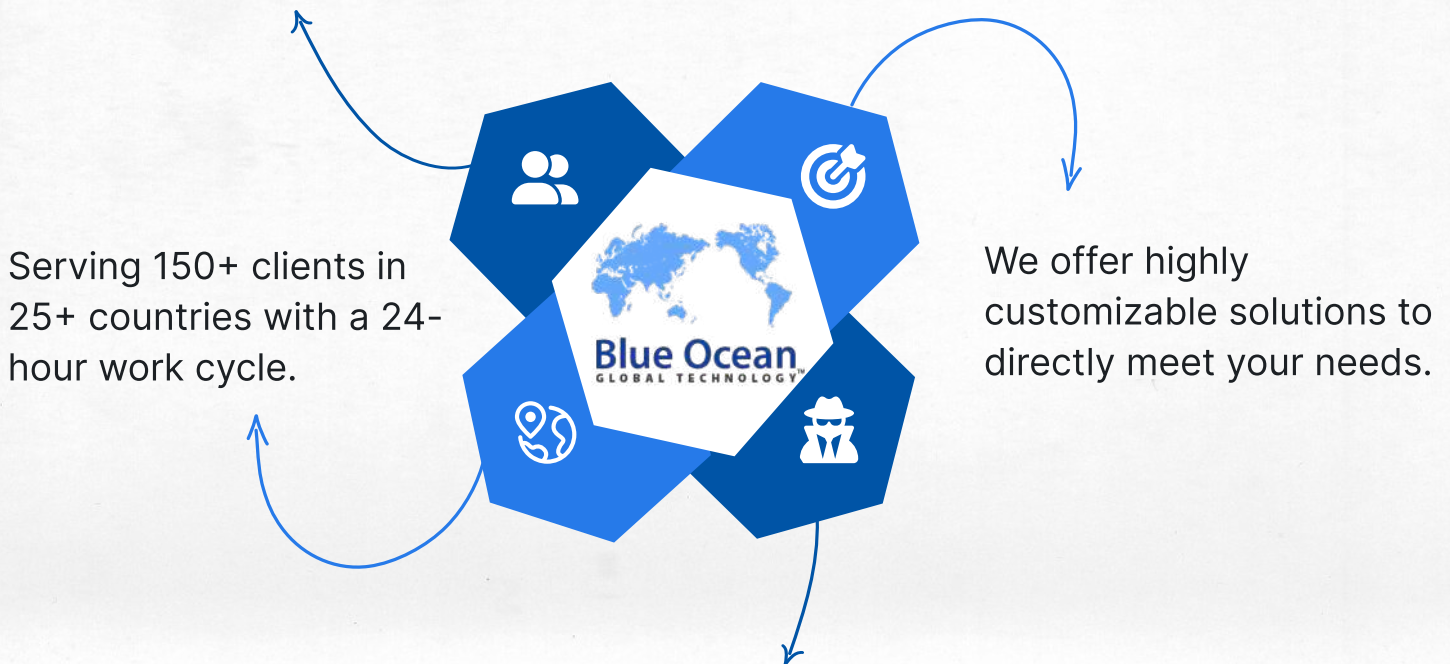 Serving 150+ clients in
25+ countries with a 24-
hour work cycle.
Blue Ocean
GLOBAL TECHNOLOGY™
We offer highly
customizable solutions to
directly meet your needs.